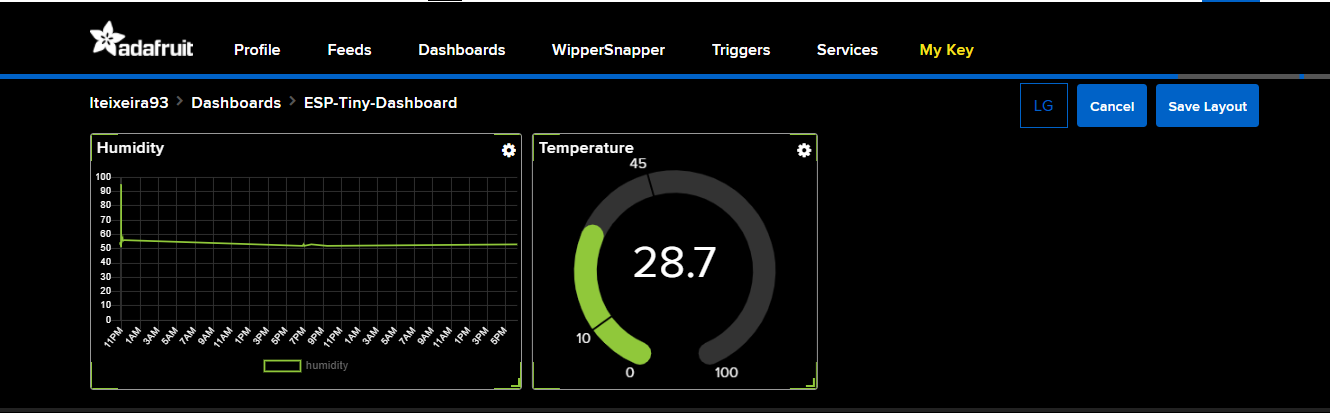 adafruit Profile Feeds Dashboards WipperSnapper Triggers Services My Key
lteixeira93 > Dashboards > ESP-Tiny-Dashboard LG Cancel Save Layout
Humidity
100
90
80
70
60
50
40
30
20
10
0
11PM 1AM 3AM 5AM 7AM 9AM 11AM 1PM 3PM 5PM 7PM 9PM 11PM 1AM 3AM 5AM 7AM 9AM 11AM 1PM 3PM 5PM
humidity
Temperature
45
28.7
10
0 100